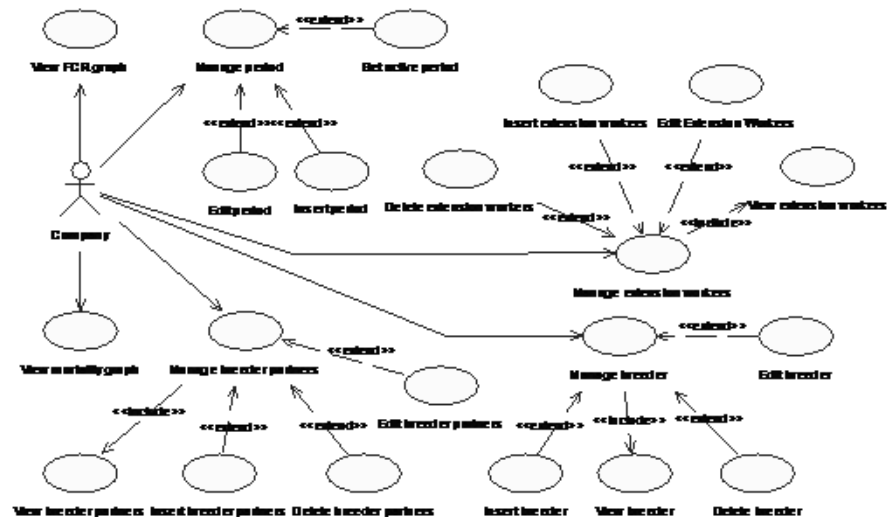 <<extend>>
View FCR graph
Manage period
Set active period
<<extend>>
<<extend>>
Insert extension workers
Edit Extension Workers
<<extend>>
<<extend>>
Edit period
Insert period
Delete extension workers
View extension workers
<<extend>>
<<include>>
Company
Manage extension workers
<<extend>>
<<extend>>
View mortality graph
Manage breeder partners
Manage breeder
Edit breeder
<<include>>
<<extend>>
<<extend>>
Edit breeder partners
<<extend>>
<<include>>
<<extend>>
View breeder partners
Insert breeder partners
Delete breeder partners
Insert breeder
View breeder
Delete breeder